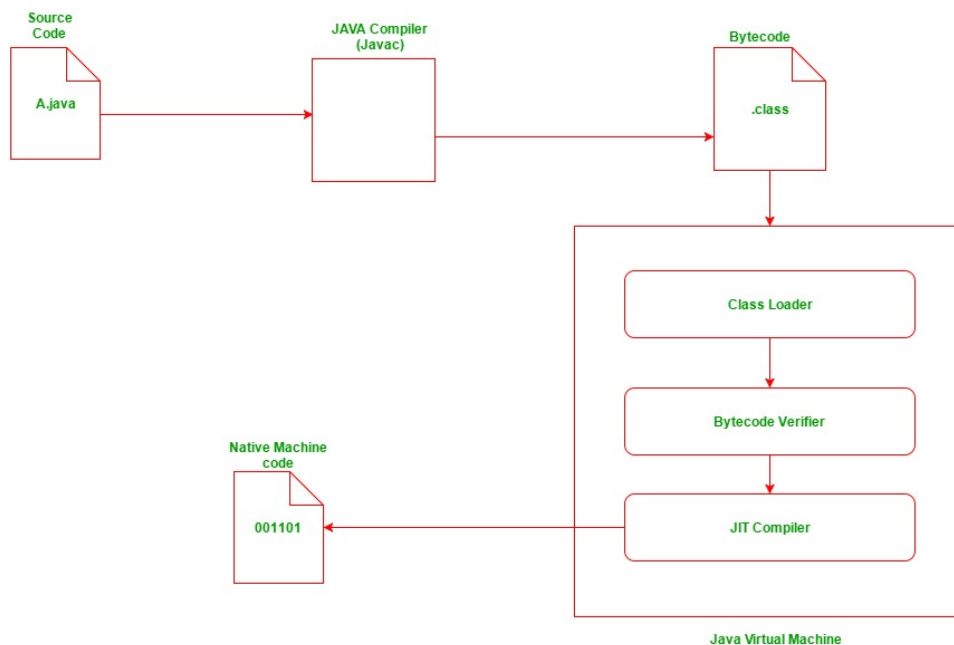 Source
Code
A.java
JAVA Compiler
(Javac)
Bytecode
.class
Class Loader
Bytecode Verifier
JIT Compiler
Native Machine
code
001101
Java Virtual Machine